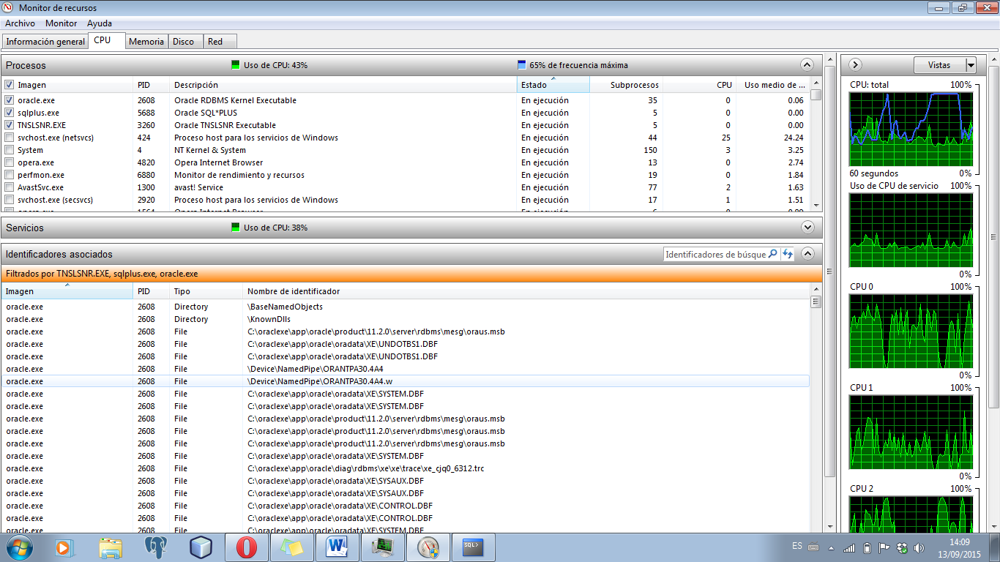 Monitor de recursos
Archivo Monitor Ayuda
Información general CPU Memoria Disco Red
Procesos Uso de CPU: 43% 65% de frecuencia máxima
Imagen PID Descripción Estado Subprocesos CPU Uso medio de ...
oracle.exe 2608 Oracle RDBMS Kernel Executable En ejecución 35 0 0.06
sqlplus.exe 5688 Oracle SQL*PLUS En ejecución 5 0 0.00
TNSLSNR.EXE 3260 Oracle TNSLSNR Executable En ejecución 5 0 0.00
svchost.exe (netsvcs) 424 Proceso host para los servicios de Windows En ejecución 44 25 24.24
System 4 NT Kernel & System En ejecución 150 3 3.25
opera.exe 4820 Opera Internet Browser En ejecución 13 0 2.74
perfmon.exe 6880 Monitor de rendimiento y recursos En ejecución 19 0 1.84
AvastSvc.exe 1300 avast! Service En ejecución 77 2 1.63
svchost.exe (secsvcs) 2920 Proceso host para los servicios de Windows En ejecución 17 1 1.51
opera.exe 1564 Opera Internet Browser En ejecución
Servicios Uso de CPU: 38%
Identificadores asociados Identificadores de búsque
Filtrados por TNSLSNR.EXE, sqlplus.exe, oracle.exe
Imagen PID Tipo Nombre de identificador
oracle.exe 2608 Directory \BaseNamedObjects
oracle.exe 2608 Directory \KnownDlls
oracle.exe 2608 File C:\oraclexe\app\oracle\product\11.2.0\server\rdbms\mesg\oraus.msb
oracle.exe 2608 File C:\oraclexe\app\oracle\oradata\XE\UNDOTBS1.DBF
oracle.exe 2608 File C:\oraclexe\app\oracle\oradata\XE\UNDOTBS1.DBF
oracle.exe 2608 File \Device\NamedPipe\ORANTPA30.4A4
oracle.exe 2608 File \Device\NamedPipe\ORANTPA30.4A4.w
oracle.exe 2608 File C:\oraclexe\app\oracle\oradata\XE\SYSTEM.DBF
oracle.exe 2608 File C:\oraclexe\app\oracle\oradata\XE\SYSTEM.DBF
oracle.exe 2608 File C:\oraclexe\app\oracle\product\11.2.0\server\rdbms\mesg\oraus.msb
oracle.exe 2608 File C:\oraclexe\app\oracle\product\11.2.0\server\rdbms\mesg\oraus.msb
oracle.exe 2608 File C:\oraclexe\app\oracle\product\11.2.0\server\rdbms\mesg\oraus.msb
oracle.exe 2608 File C:\oraclexe\app\oracle\oradata\XE\SYSTEM.DBF
oracle.exe 2608 File C:\oraclexe\app\oracle\diag\rdbms\xe\xe\trace\xe_cjq0_6312.trc
oracle.exe 2608 File C:\oraclexe\app\oracle\oradata\XE\SYSAUX.DBF
oracle.exe 2608 File C:\oraclexe\app\oracle\oradata\XE\SYSAUX.DBF
oracle.exe 2608 File C:\oraclexe\app\oracle\oradata\XE\CONTROL.DBF
oracle.exe 2608 File C:\oraclexe\app\oracle\oradata\XE\CONTROL.DBF
oracle.exe 2608 File C:\oraclexe\app\oracle\oradata\XE\SYSTEM.DBF
Vistas
CPU: total 100%
60 segundos 0%
Uso de CPU de servicio 100%
0%
CPU 0 100%
0%
CPU 1 100%
0%
CPU 2 100%
SQL>
ES 14:09
13/09/2015